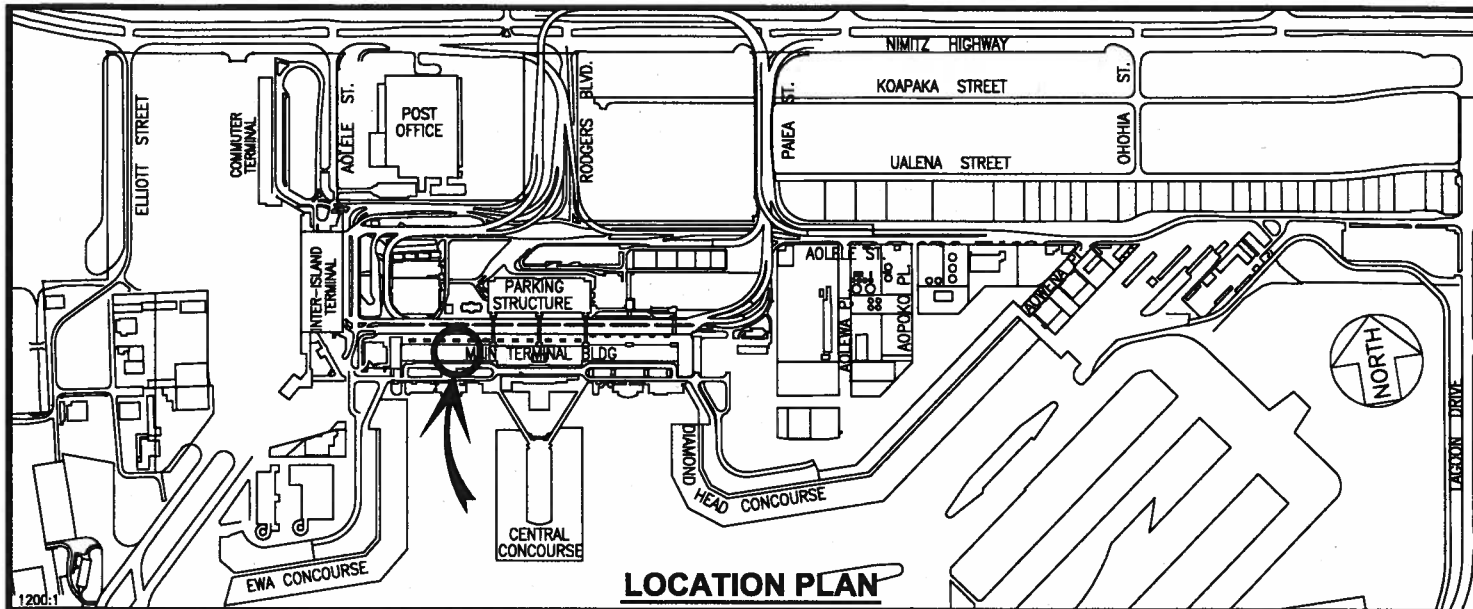 NIMITZ HIGHWAY
KOAPAKA STREET
ST.
OHOHIA
UALENA STREET
ST.
PAIEA
RODGERS BLVD.
POST
OFFICE
AOLELE ST.
COMMUTER
TERMINAL
ELLIOTT STREET
INTER-ISLAND
TERMINAL
PARKING
STRUCTURE
MAIN TERMINAL BLDG
AOLELE ST.
AOLEWA PL.
AOPOKO PL.
AOWENA PL.
NORTH
LAGOON DRIVE
DIAMOND
HEAD CONCOURSE
CENTRAL
CONCOURSE
EWA CONCOURSE
LOCATION PLAN
1200:1